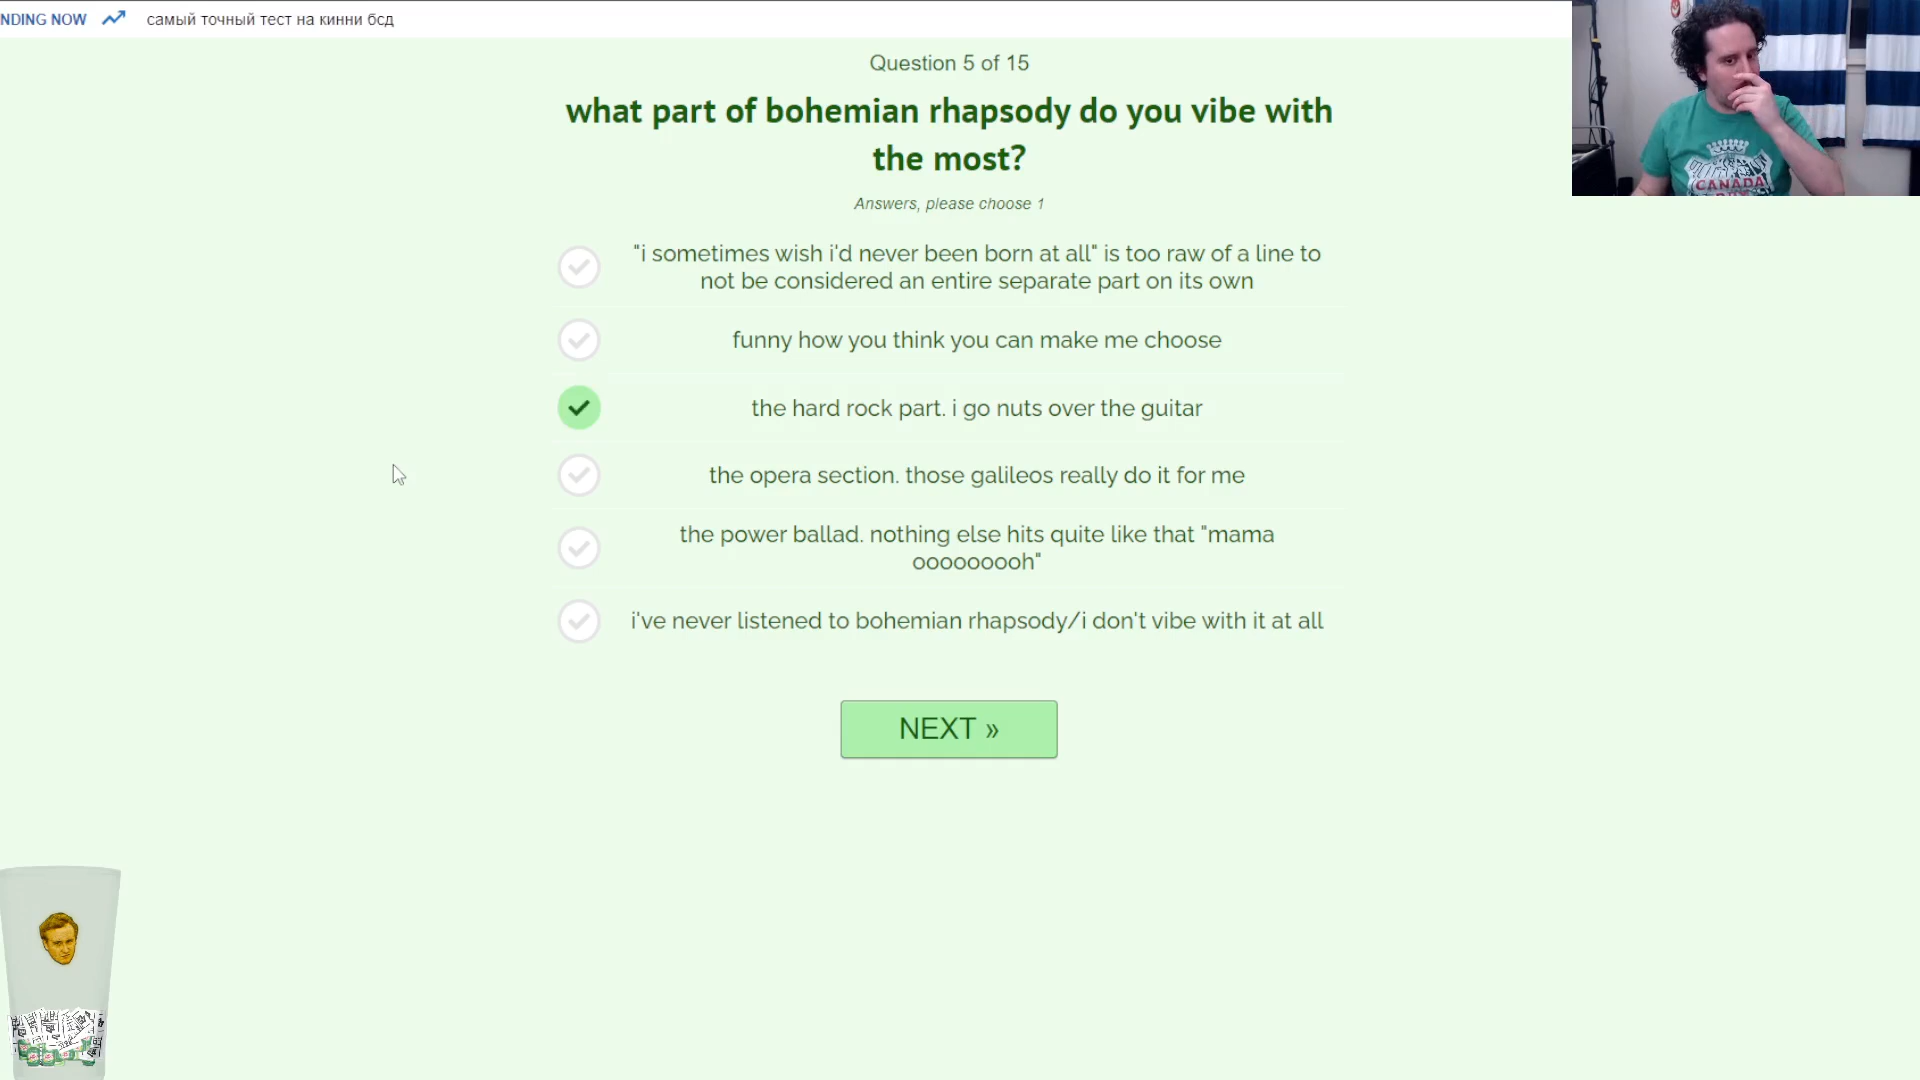 NDING NOW
самый точный тест на кинни бсд
Question 5 of 15
what part of bohemian rhapsody do you vibe with
the most?
Answers, please choose 1
"i sometimes wish i'd never been born at all" is too raw of a line to
not be considered an entire separate part on its own
funny how you think you can make me choose
the hard rock part. i go nuts over the guitar
the opera section. those galileos really do it for me
the power ballad. nothing else hits quite like that "mama
ooooooooh"
i've never listened to bohemian rhapsody/i don't vibe with it at all
NEXT »
CANADA